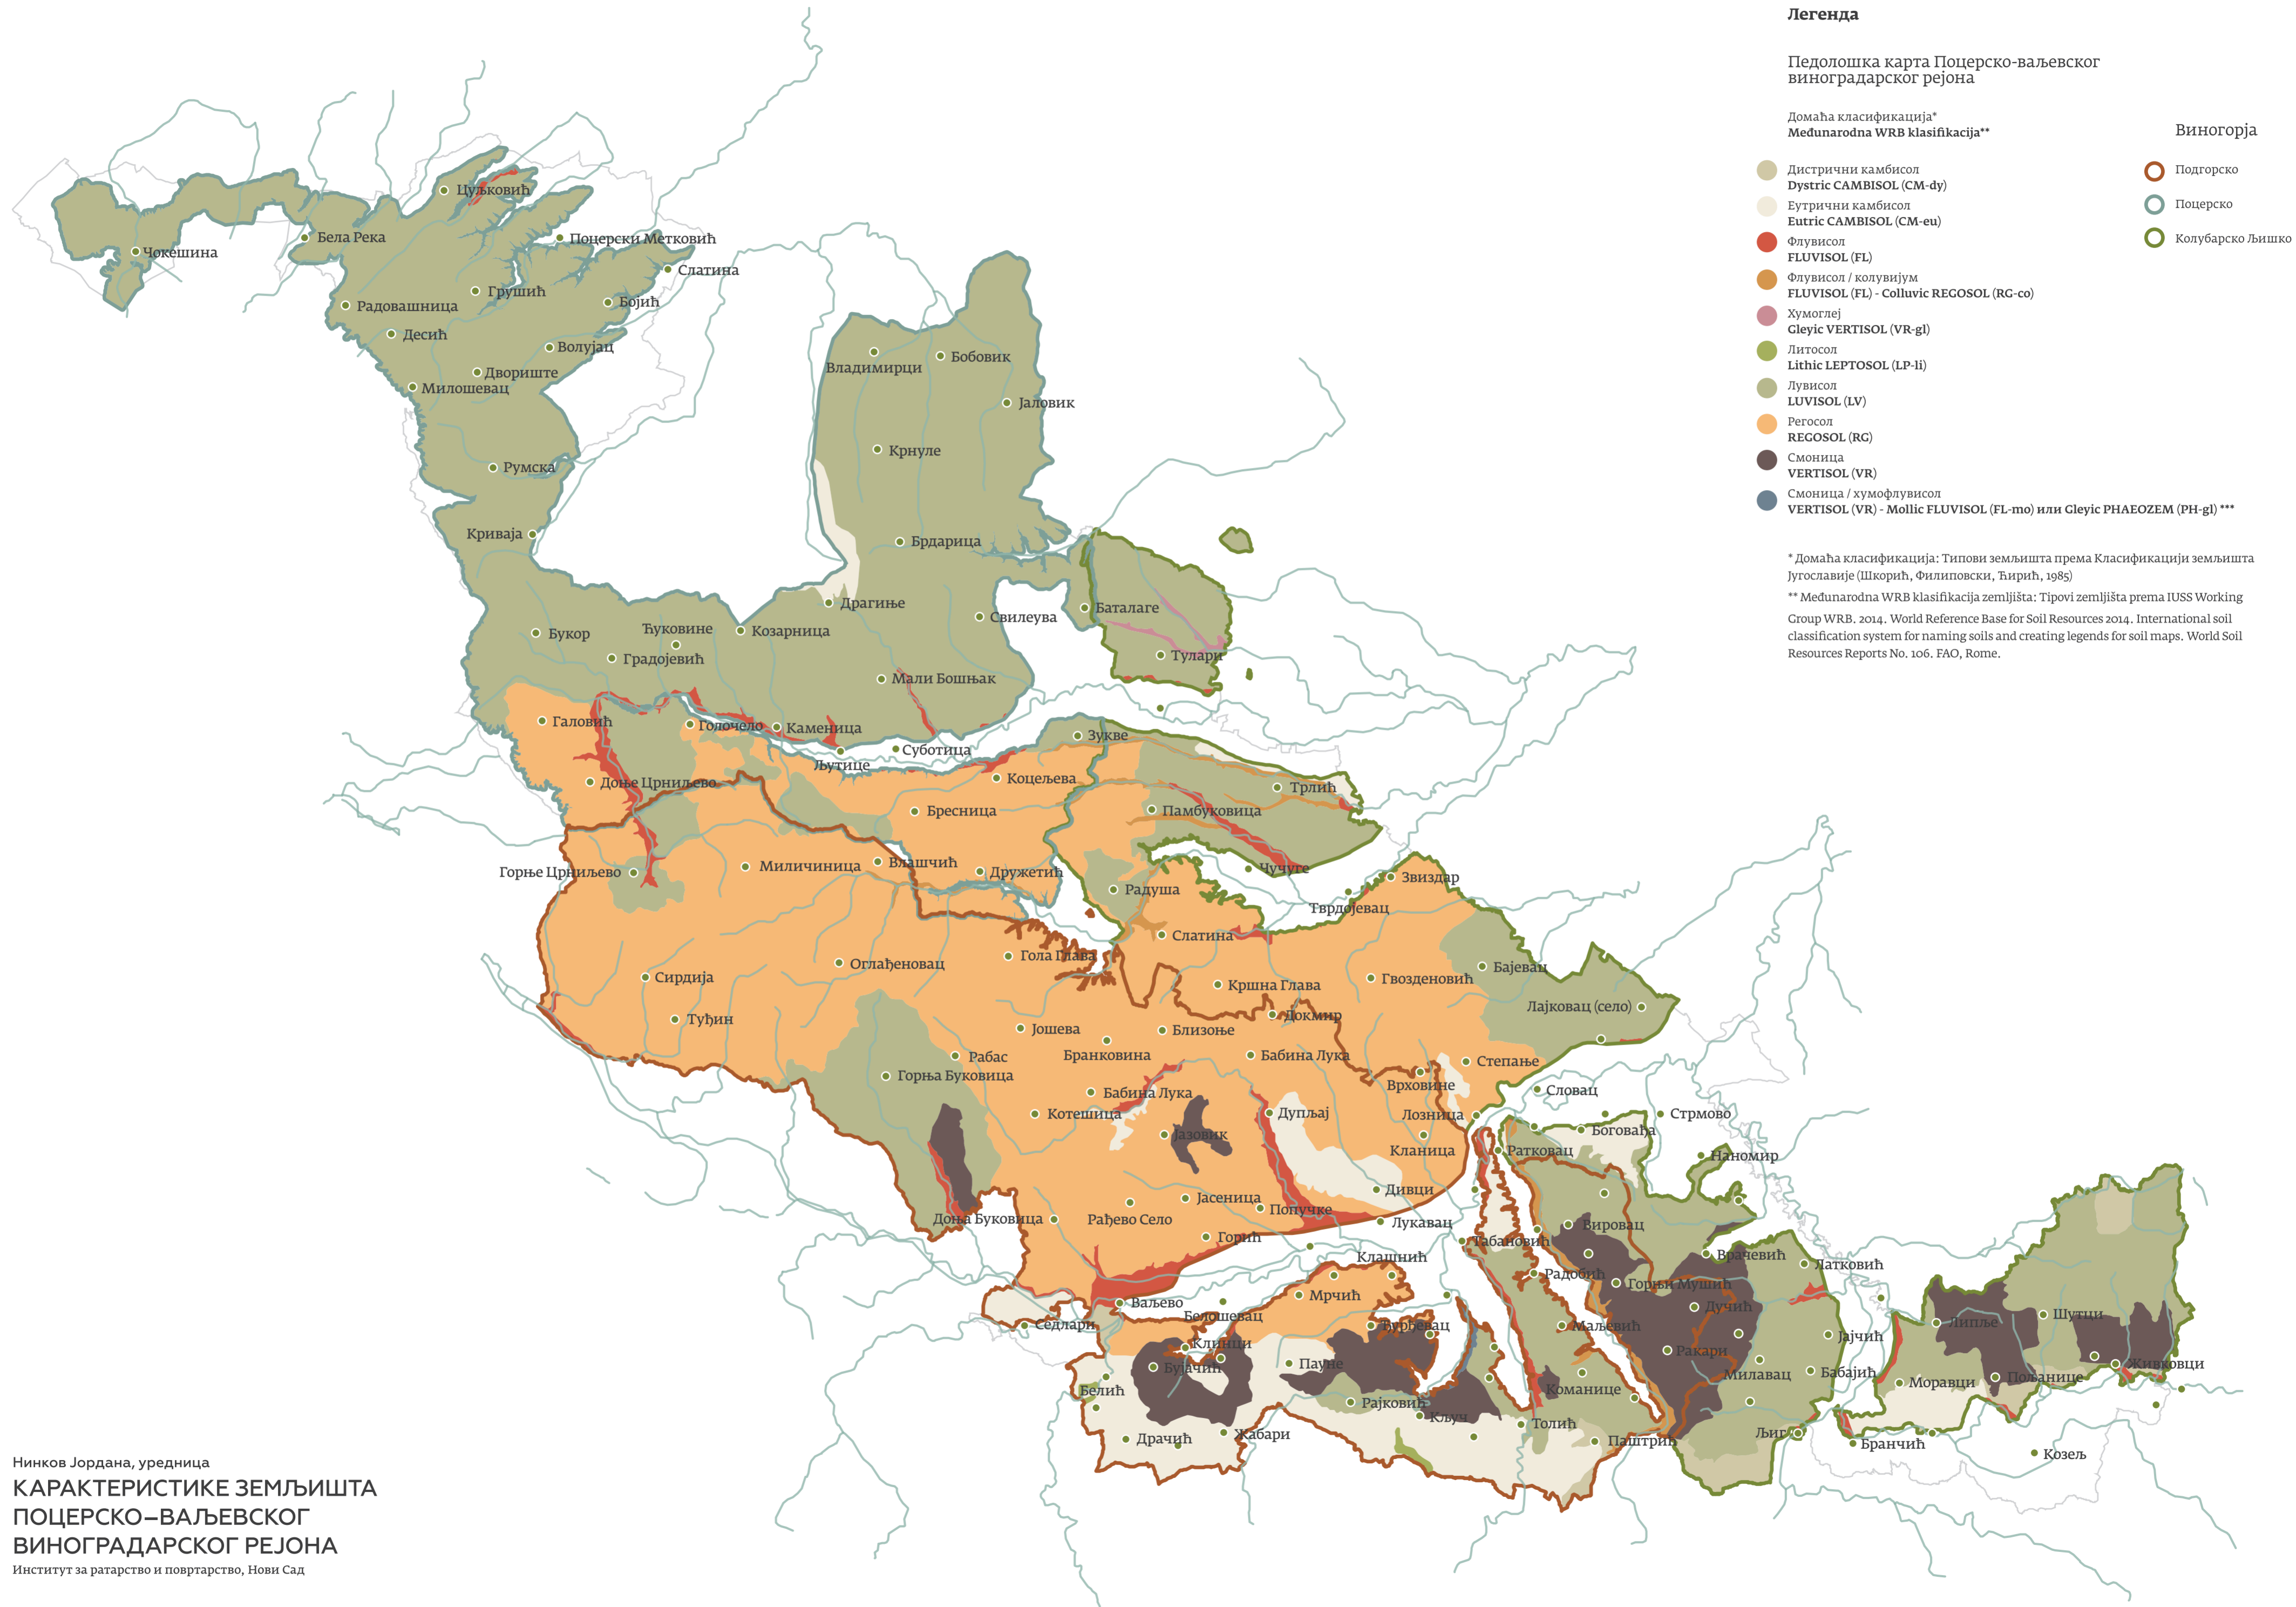 Легенда
Педолошка карта Поцерско-ваљевског
виноградарског рејона
Домаћа класификација*
Međunarodna WRB klasifikacija**
Виногорја
Дистрични камбисол
Dystric CAMBISOL (CM-dy)
Еутрични камбисол
Eutric CAMBISOL (CM-eu)
Флувисол
FLUVISOL (FL)
Флувисол / колувијум
FLUVISOL (FL) - Colluvic REGOSOL (RG-co)
Хумоглеј
Gleyic VERTISOL (VR-gl)
Литосол
Lithic LEPTOSOL (LP-li)
Лувисол
LUVISOL (LV)
Регосол
REGOSOL (RG)
Смоница
VERTISOL (VR)
Смоница / хумофлувисол
VERTISOL (VR) - Mollic FLUVISOL (FL-mo) или Gleyic PHAEOZEM (PH-gl) ***
Подгорско
Поцерско
Колубарско Љишко
* Домаћа класификација: Типови земљишта према Класификацији земљишта
Југославије (Шкорић, Филиповски, Ћирић, 1985)
** Međunarodna WRB klasifikacija zemljišta: Tipovi zemljišta prema IUSS Working
Group WRB. 2014. World Reference Base for Soil Resources 2014. International soil
classification system for naming soils and creating legends for soil maps. World Soil
Resources Reports No. 106. FAO, Rome.
Цуљковић
Бела Река
Поцерски Метковић
Чокешина
Слатина
Грушић
Бојић
Радовашница
Десић
Волујац
Двориште
Милошевац
Владимирци
Бобовик
Јаловик
Крнуле
Румска
Криваја
Брдарица
Драгиње
Свилеува
Баталаге
Букор
Ћуковине
Козарница
Градојевић
Тулари
Мали Бошњак
Галовић
Голочело
Каменица
Зукве
Суботица
Љутице
Коцељева
Доње Црниљево
Трлић
Бресница
Памбуковица
Миличиница
Влашчић
Дружетић
Горње Црниљево
Чучуге
Звиздар
Радуша
Тврдојевац
Слатина
Гола Глава
Оглађеновац
Бајевац
Сирдија
Гвозденовић
Кршна Глава
Лајковац (село)
Туђин
Докмир
Јошева
Близоње
Бранковина
Бабина Лука
Рабас
Степање
Горња Буковица
Врховине
Словац
Бабина Лука
Котешица
Дупљај
Лозница
Стрмово
Јазовик
Боговађа
Кланица
Ратковац
Наномир
Дивци
Јасеница
Попучке
Доња Буковица
Рађево Село
Лукавац
Вировац
Горић
Табановић
Клашнић
Врачевић
Латковић
Радобић
Горњи Мушић
Мрчић
Ваљево
Дучић
Белошевац
Седлари
Ђурђевац
Маљевић
Липље
Шутци
Клинци
Јајчић
Ракари
Бујачић
Пауне
Живковци
Милавац
Бабајић
Пољанице
Белић
Команице
Моравци
Рајковић
Кључ
Толић
Драчић
Жабари
Паштрић
Љиг
Бранчић
Козељ
Нинков Јордана, уредница
КАРАКТЕРИСТИКЕ ЗЕМЉИШТА
ПОЦЕРСКО–ВАЉЕВСКОГ
ВИНОГРАДАРСКОГ РЕЈОНА
Институт за ратарство и повртарство, Нови Сад